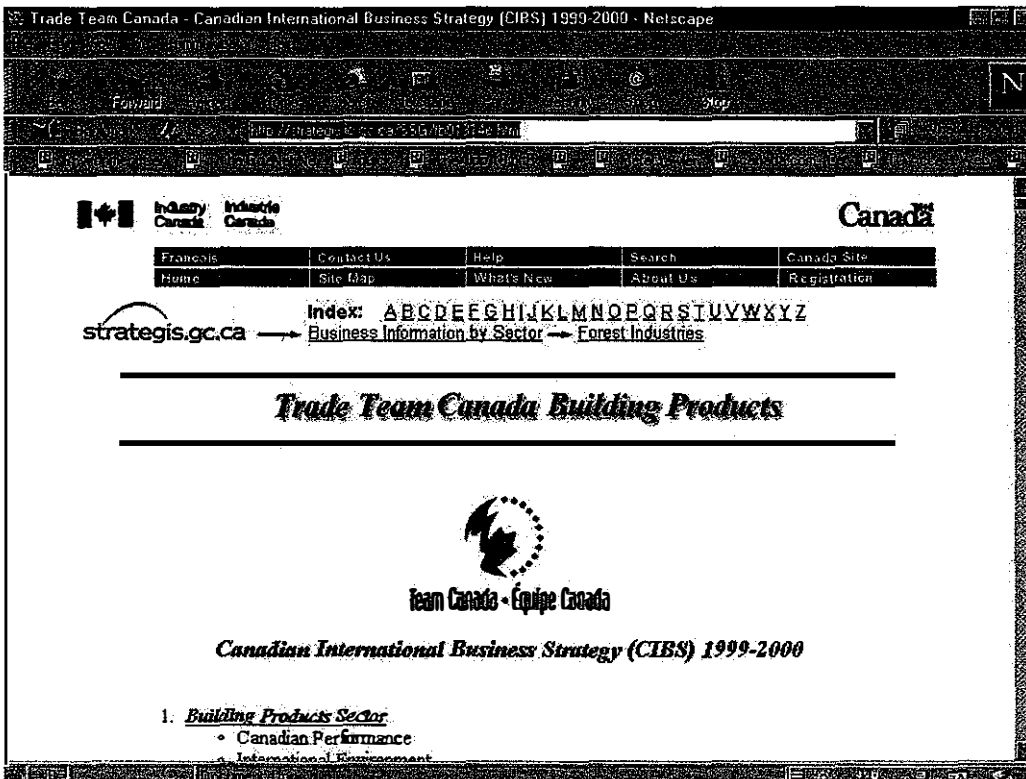 Trade Team Canada - Canadian International Business Strategy (CIBS) 1999-2000 - Netscape
Forward Stop N
Industry Canada Industrie Canada Canada
Français Contact Us Help Search Canada Site
Home Site Map What's New About Us Registration
Index: A B C D E F G H I J K L M N O P Q R S T U V W X Y Z
strategis.gc.ca Business Information by Sector Forest Industries
Trade Team Canada Building Products
Team Canada • Équipe Canada
Canadian International Business Strategy (CIBS) 1999-2000
1. Building Products Sector
Canadian Performance
International Environment